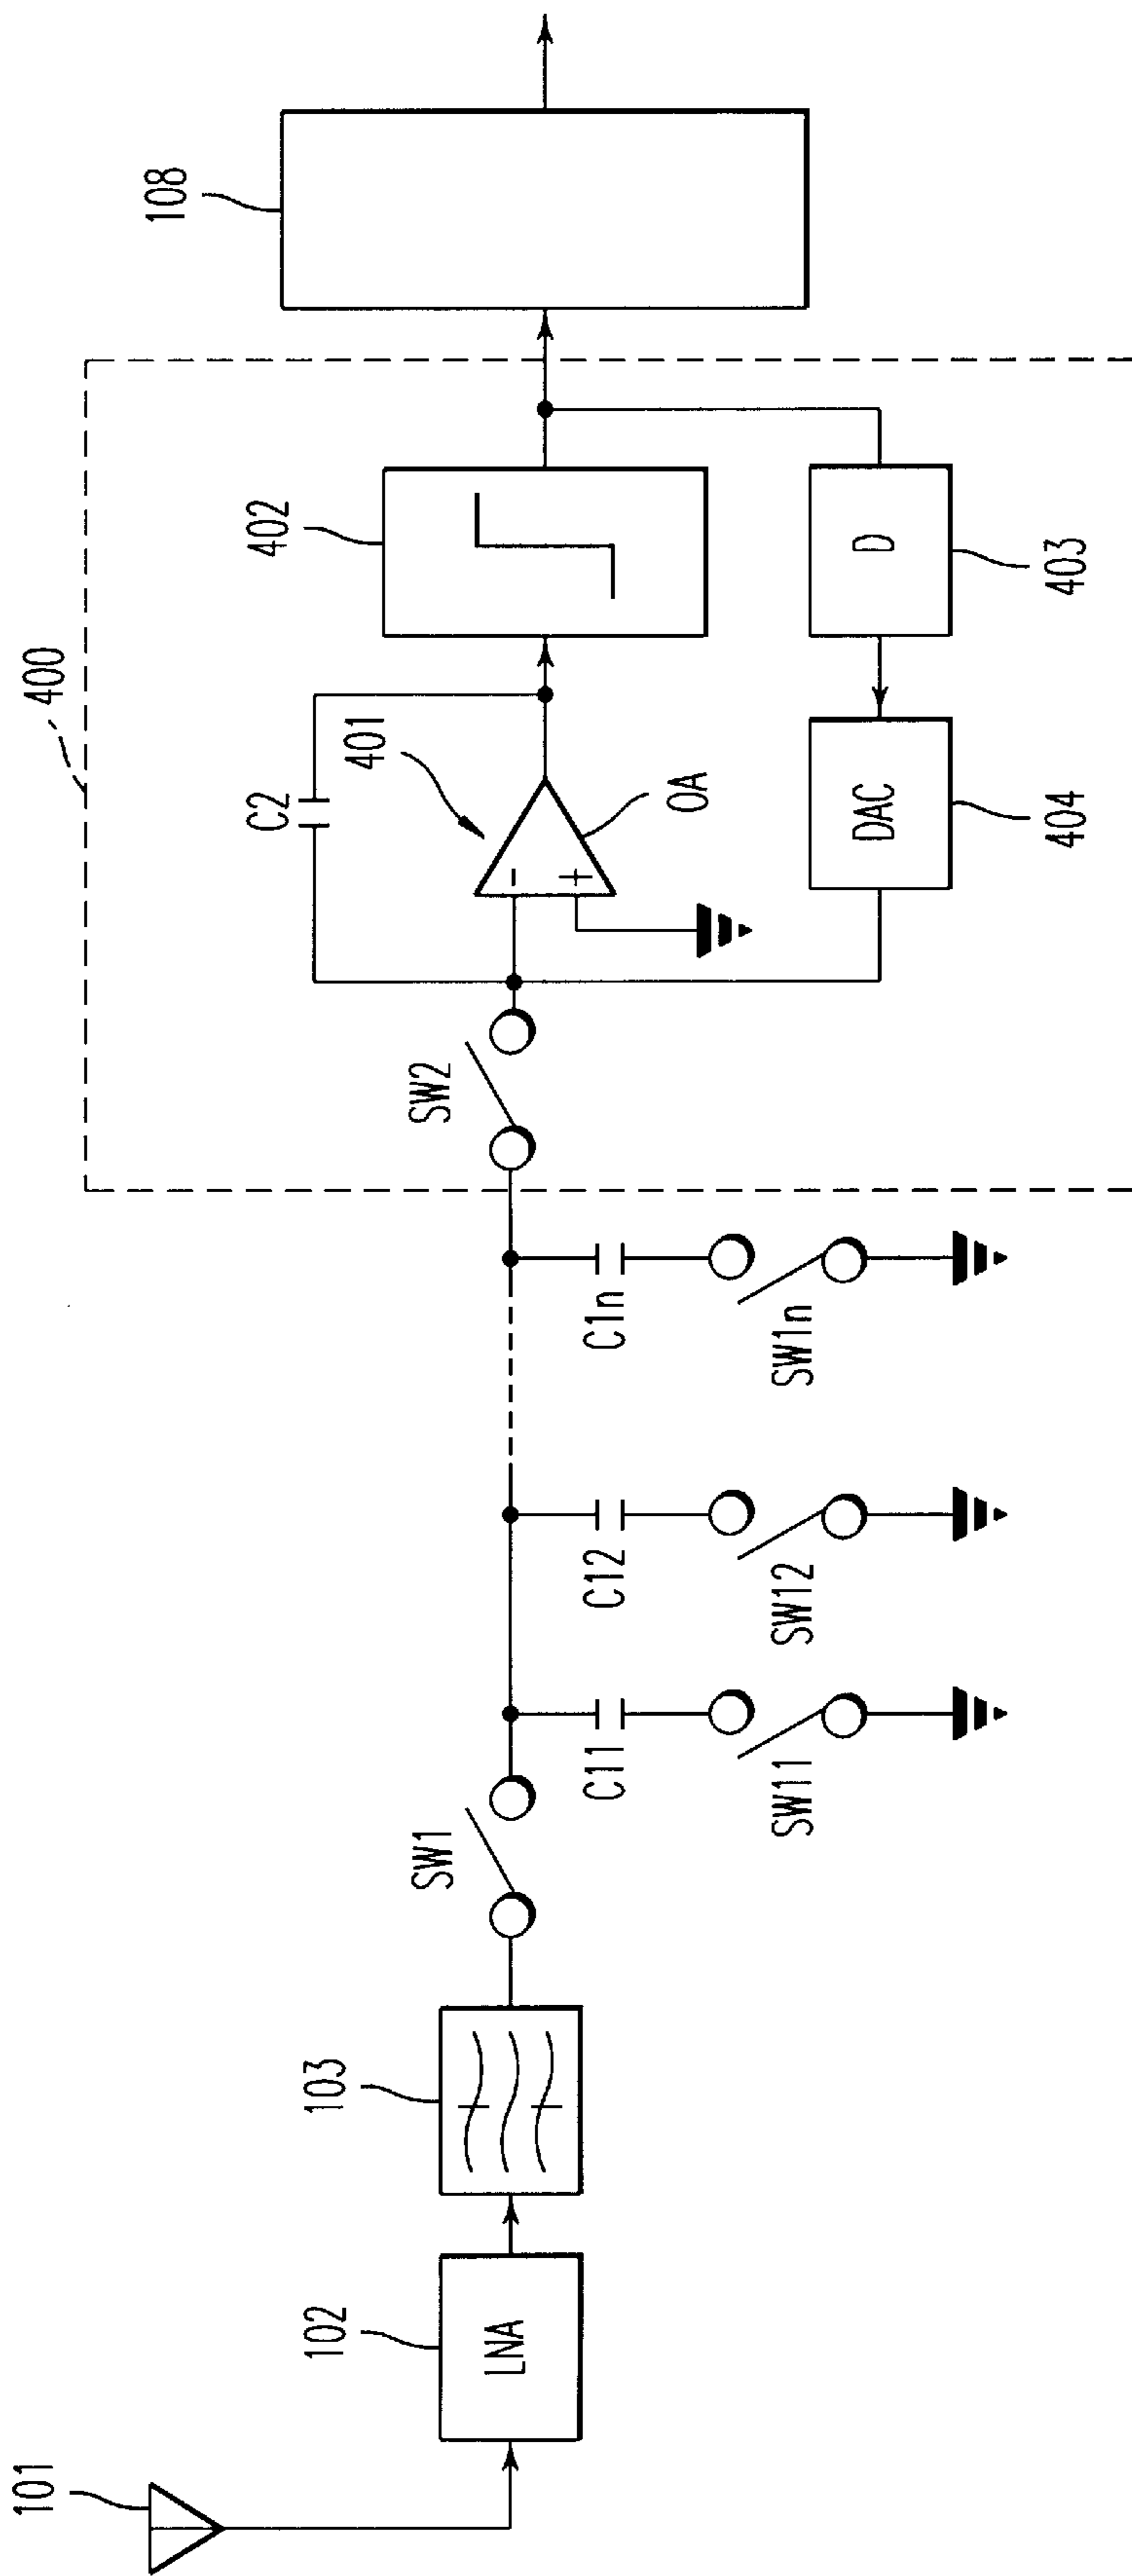 101
102
LNA
103
SW1
C11
SW11
C12
SW12
C1n
SW1n
400
SW2
C2
401
-
+
OA
402
D
403
DAC
404
108